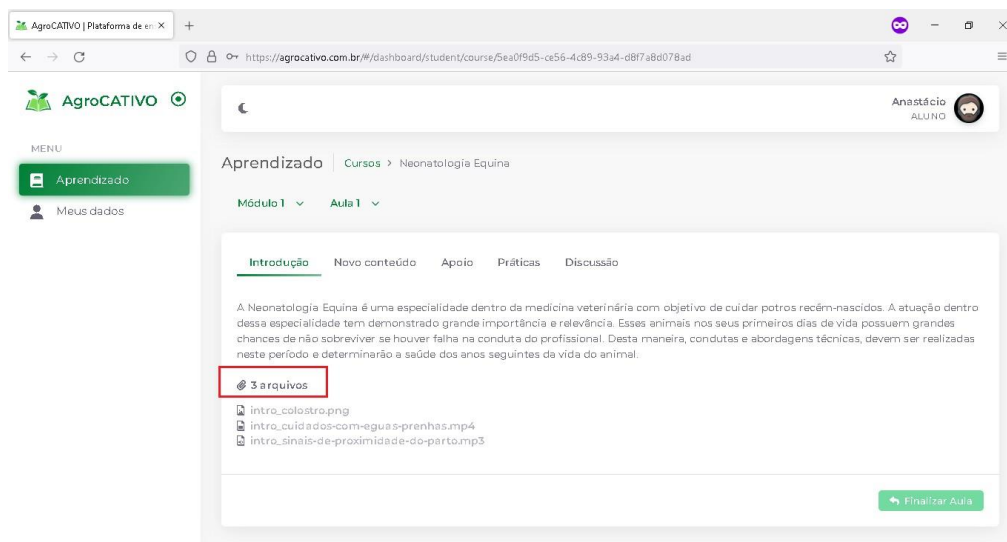 AgroCATIVO | Plataforma de en
https://agrocativo.com.br/#/dashboard/student/course/5ea0f9d5-ce56-4c89-93a4-d8f7a8d078ad
AgroCATIVO
Anastácio
ALUNO
MENU
Aprendizado
Meus dados
Aprendizado | Cursos > Neonatologia Equina
Módulo 1 Aula 1
Introdução Novo conteúdo Apoio Práticas Discussão
A Neonatologia Equina é uma especialidade dentro da medicina veterinária com objetivo de cuidar potros recém-nascidos. A atuação dentro
dessa especialidade tem demonstrado grande importância e relevância. Esses animais nos seus primeiros dias de vida possuem grandes
chances de não sobreviver se houver falha na conduta do profissional. Desta maneira, condutas e abordagens técnicas, devem ser realizadas
neste período e determinarão a saúde dos anos seguintes da vida do animal.
3 arquivos
intro_colostro.png
intro_cuidados-com-eguas-prenhas.mp4
intro_sinais-de-proximidade-do-parto.mp3
Finalizar Aula